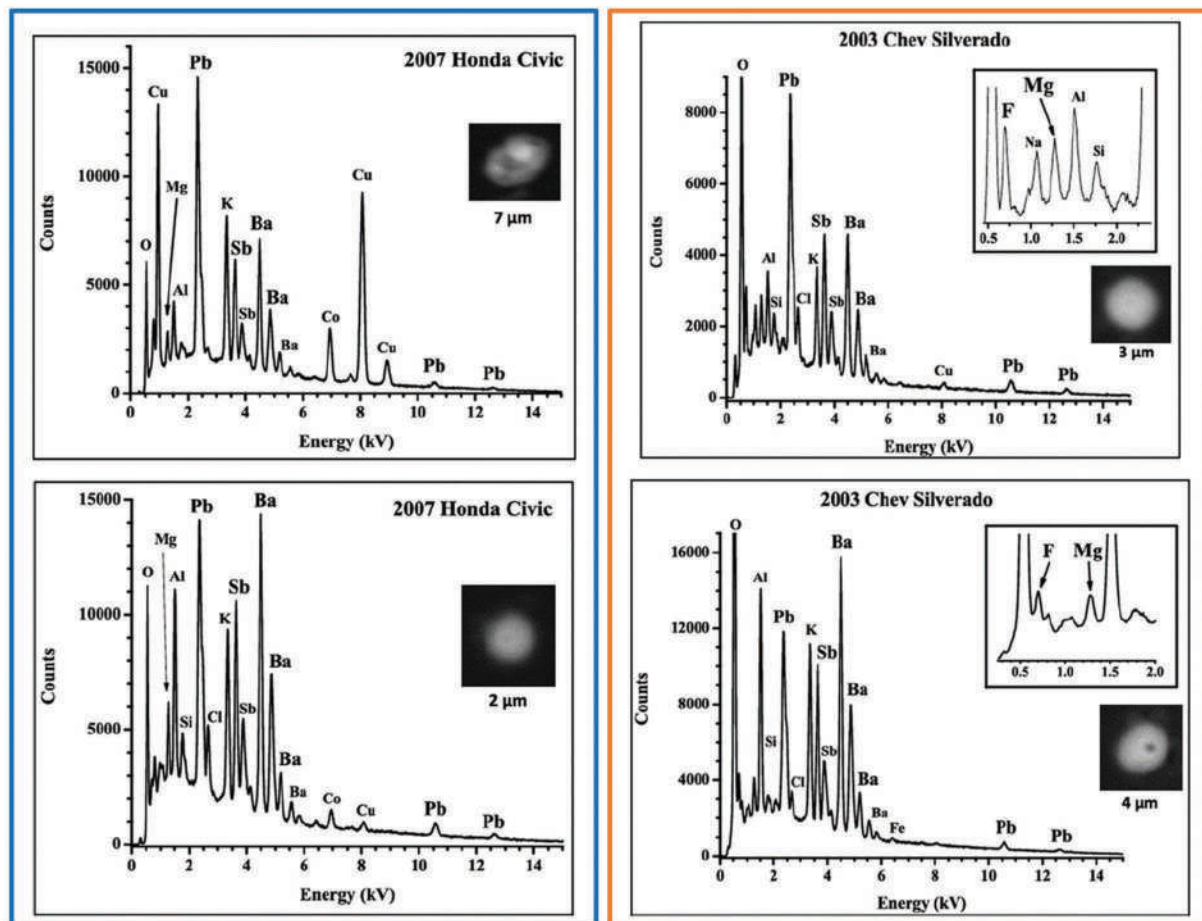 2007 Honda Civic
15000
10000
5000
0
Counts
O
Cu
Mg
Al
Pb
K
Sb
Sb
Ba
Ba
Ba
Co
Cu
Cu
Pb
Pb
7 µm
0 2 4 6 8 10 12 14
Energy (kV)
2007 Honda Civic
15000
10000
5000
0
Counts
O
Mg
Al
Si
Pb
Cl
K
Sb
Sb
Ba
Ba
Ba
Ba
Co
Cu
Pb
Pb
2 µm
0 2 4 6 8 10 12 14
Energy (kV)
2003 Chev Silverado
8000
6000
4000
2000
0
Counts
O
Al
Si
Pb
Cl
K
Sb
Sb
Ba
Ba
Ba
Cu
Pb
Pb
F
Na
Mg
Al
Si
0.5 1.0 1.5 2.0
3 µm
0 2 4 6 8 10 12 14
Energy (kV)
2003 Chev Silverado
16000
12000
8000
4000
0
Counts
O
Al
Si
Pb
Cl
K
Sb
Sb
Ba
Ba
Ba
Ba
Fe
Pb
Pb
F
Mg
0.5 1.0 1.5 2.0
4 µm
0 2 4 6 8 10 12 14
Energy (kV)